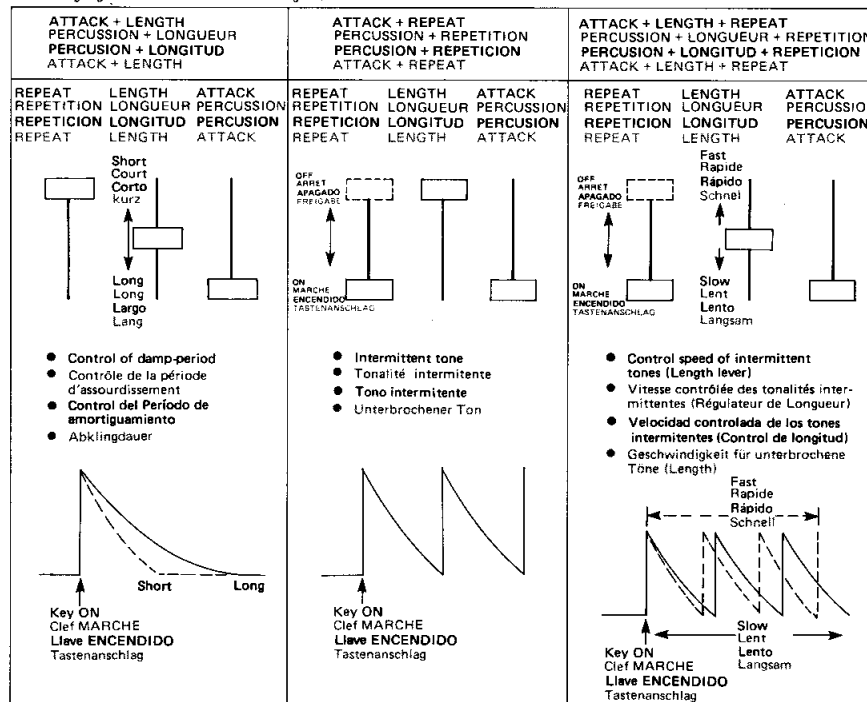 ATTACK + LENGTH
PERCUSSION + LONGUEUR
PERCUSION + LONGITUD
ATTACK + LENGTH
REPEAT LENGTH ATTACK
REPETITION LONGUEUR PERCUSSION
REPETICION LONGITUD PERCUSION
REPEAT LENGTH ATTACK
Short
Court
Corto
kurz
Long
Long
Largo
Lang
● Control of damp-period
● Contrôle de la période
d'assourdissement
● Control del Período de
amortiguamiento
● Abklingdauer
Short Long
Key ON
Clef MARCHE
Llave ENCENDIDO
Tastenanschlag
ATTACK + REPEAT
PERCUSSION + REPETITION
PERCUSION + REPETICION
ATTACK + REPEAT
REPEAT LENGTH ATTACK
REPETITION LONGUEUR PERCUSSION
REPETICION LONGITUD PERCUSION
REPEAT LENGTH ATTACK
OFF
ARRET
APAGADO
FREIGABE
ON
MARCHE
ENCENDIDO
TASTENANSCHLAG
● Intermittent tone
● Tonalité intermitente
● Tono intermitente
● Unterbrochener Ton
Key ON
Clef MARCHE
Llave ENCENDIDO
Tastenanschlag
ATTACK + LENGTH + REPEAT
PERCUSSION + LONGUEUR + REPETITION
PERCUSION + LONGITUD + REPETICION
ATTACK + LENGTH + REPEAT
REPEAT LENGTH ATTACK
REPETITION LONGUEUR PERCUSSIO
REPETICION LONGITUD PERCUSION
REPEAT LENGTH ATTACK
OFF
ARRET
APAGADO
FREIGABE
ON
MARCHE
ENCENDIDO
TASTENANSCHLAG
Fast
Rapide
Rápido
Schnel
Slow
Lent
Lento
Langsam
● Control speed of intermittent
tones (Length lever)
● Vitesse contrôlée des tonalités inter-
mittentes (Régulateur de Longueur)
● Velocidad controlada de los tones
intermitentes (Control de longitud)
● Geschwindigkeit für unterbrochene
Töne (Length)
Fast
Rapide
Rápido
Schnell
Slow
Lent
Lento
Langsam
Key ON
Clef MARCHE
Llave ENCENDIDO
Tastenanschlag